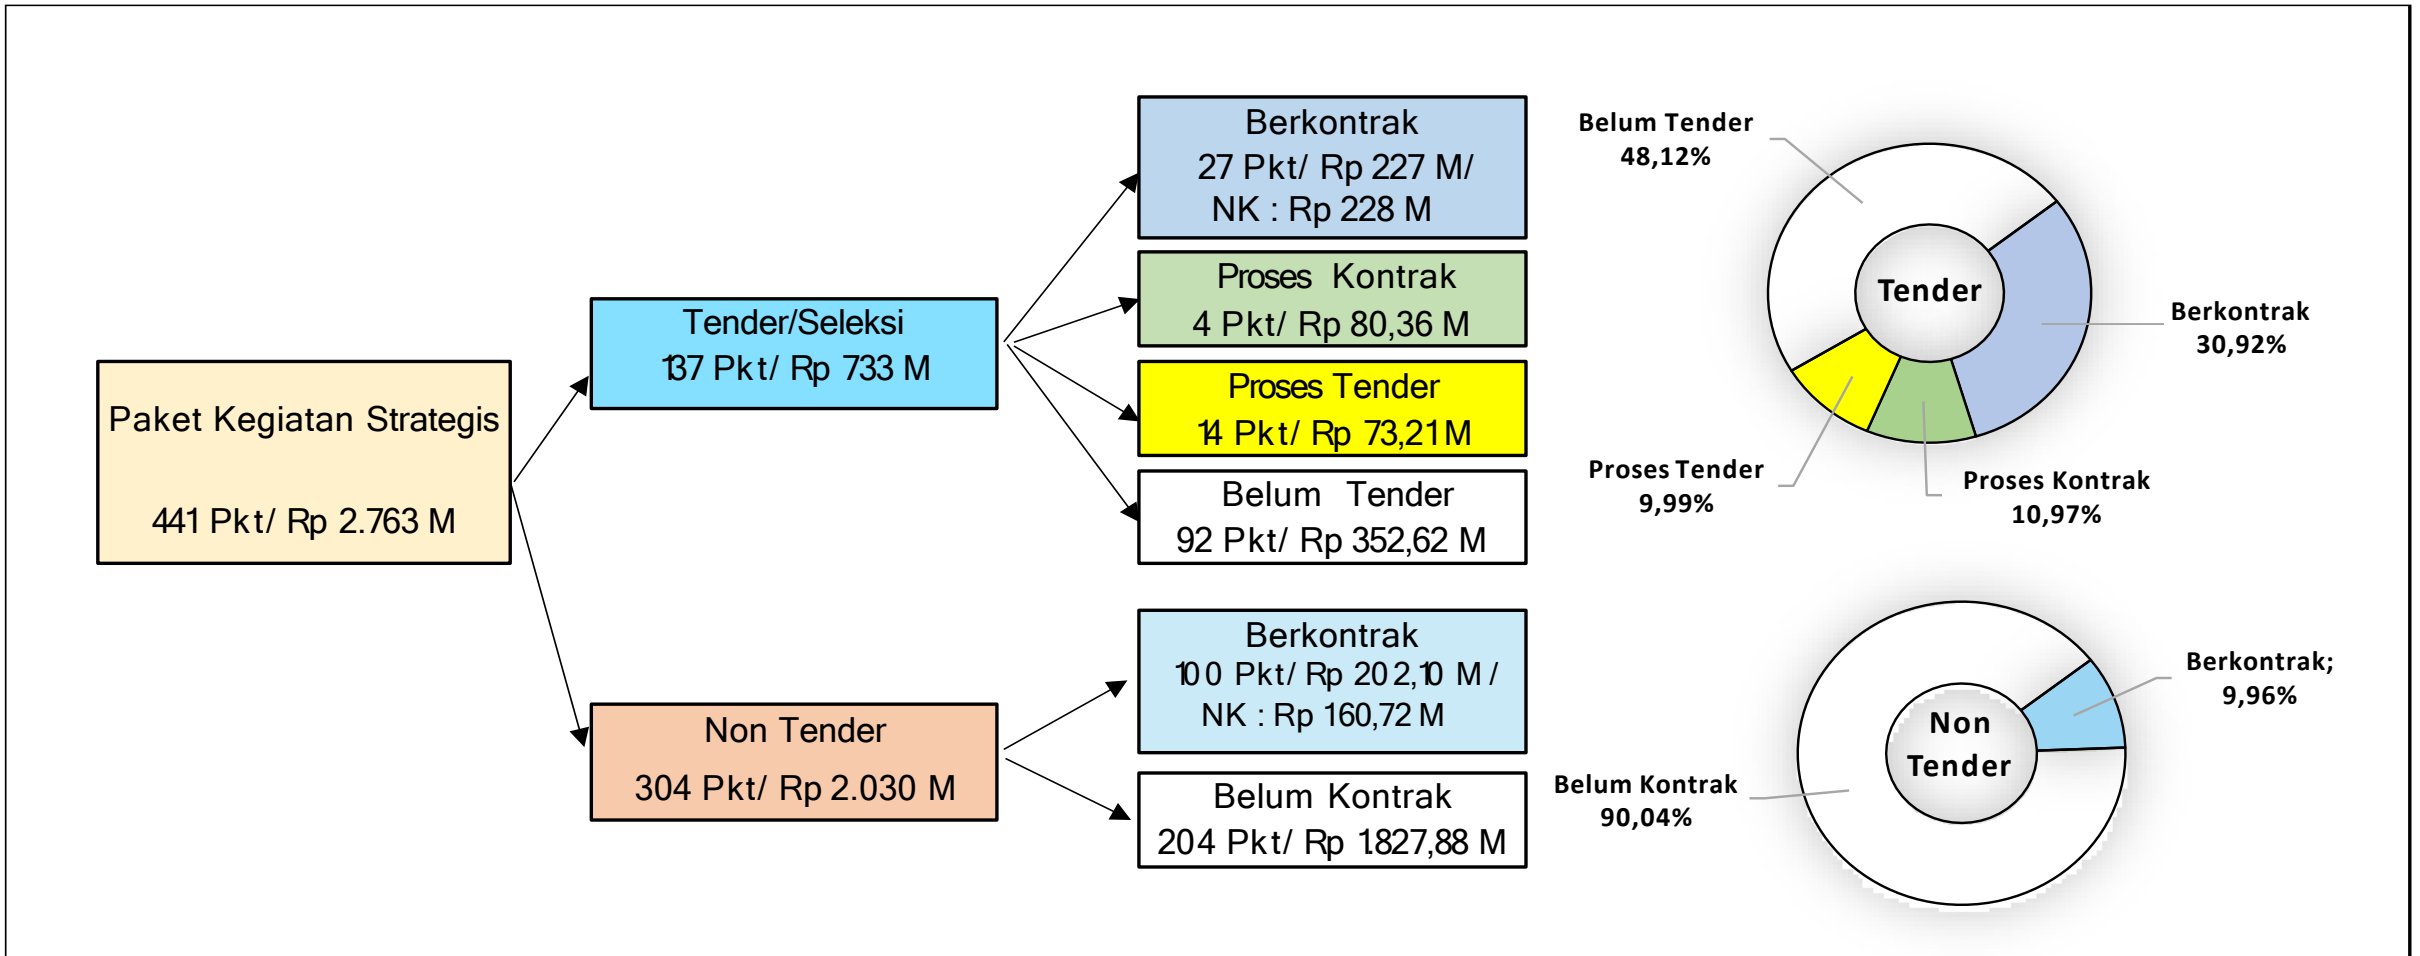 Paket Kegiatan Strategis
441 Pkt/ Rp 2.763 M
Tender/Seleksi
137 Pkt/ Rp 733 M
Non Tender
304 Pkt/ Rp 2.030 M
Berkontrak
27 Pkt/ Rp 227 M/
NK : Rp 228 M
Proses Kontrak
4 Pkt/ Rp 80,36 M
Proses Tender
14 Pkt/ Rp 73,21 M
Belum Tender
92 Pkt/ Rp 352,62 M
Berkontrak
100 Pkt/ Rp 202,10 M /
NK : Rp 160,72 M
Belum Kontrak
204 Pkt/ Rp 1.827,88 M
Belum Tender
48,12%
Tender
Berkontrak
30,92%
Proses Tender
9,99%
Proses Kontrak
10,97%
Berkontrak;
9,96%
Non
Tender
Belum Kontrak
90,04%